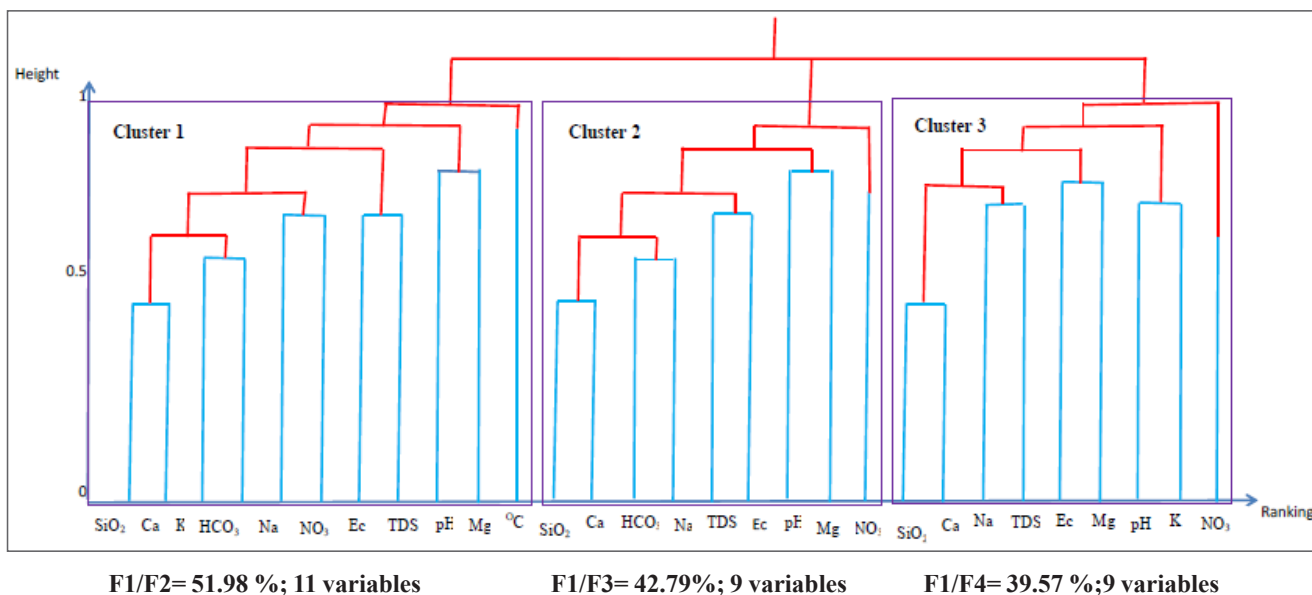 Height
1
Cluster 1 Cluster 2 Cluster 3
0.5
0
Ranking
SiO₂ Ca K HCO₃ Na NO₃ Ec TDS pH Mg °C SiO₂ Ca HCO₃ Na TDS Ec pH Mg NO₃ SiO₂ Ca Na TDS Ec Mg pH K NO₃
F1/F2= 51.98 %; 11 variables F1/F3= 42.79%; 9 variables F1/F4= 39.57 %;9 variables